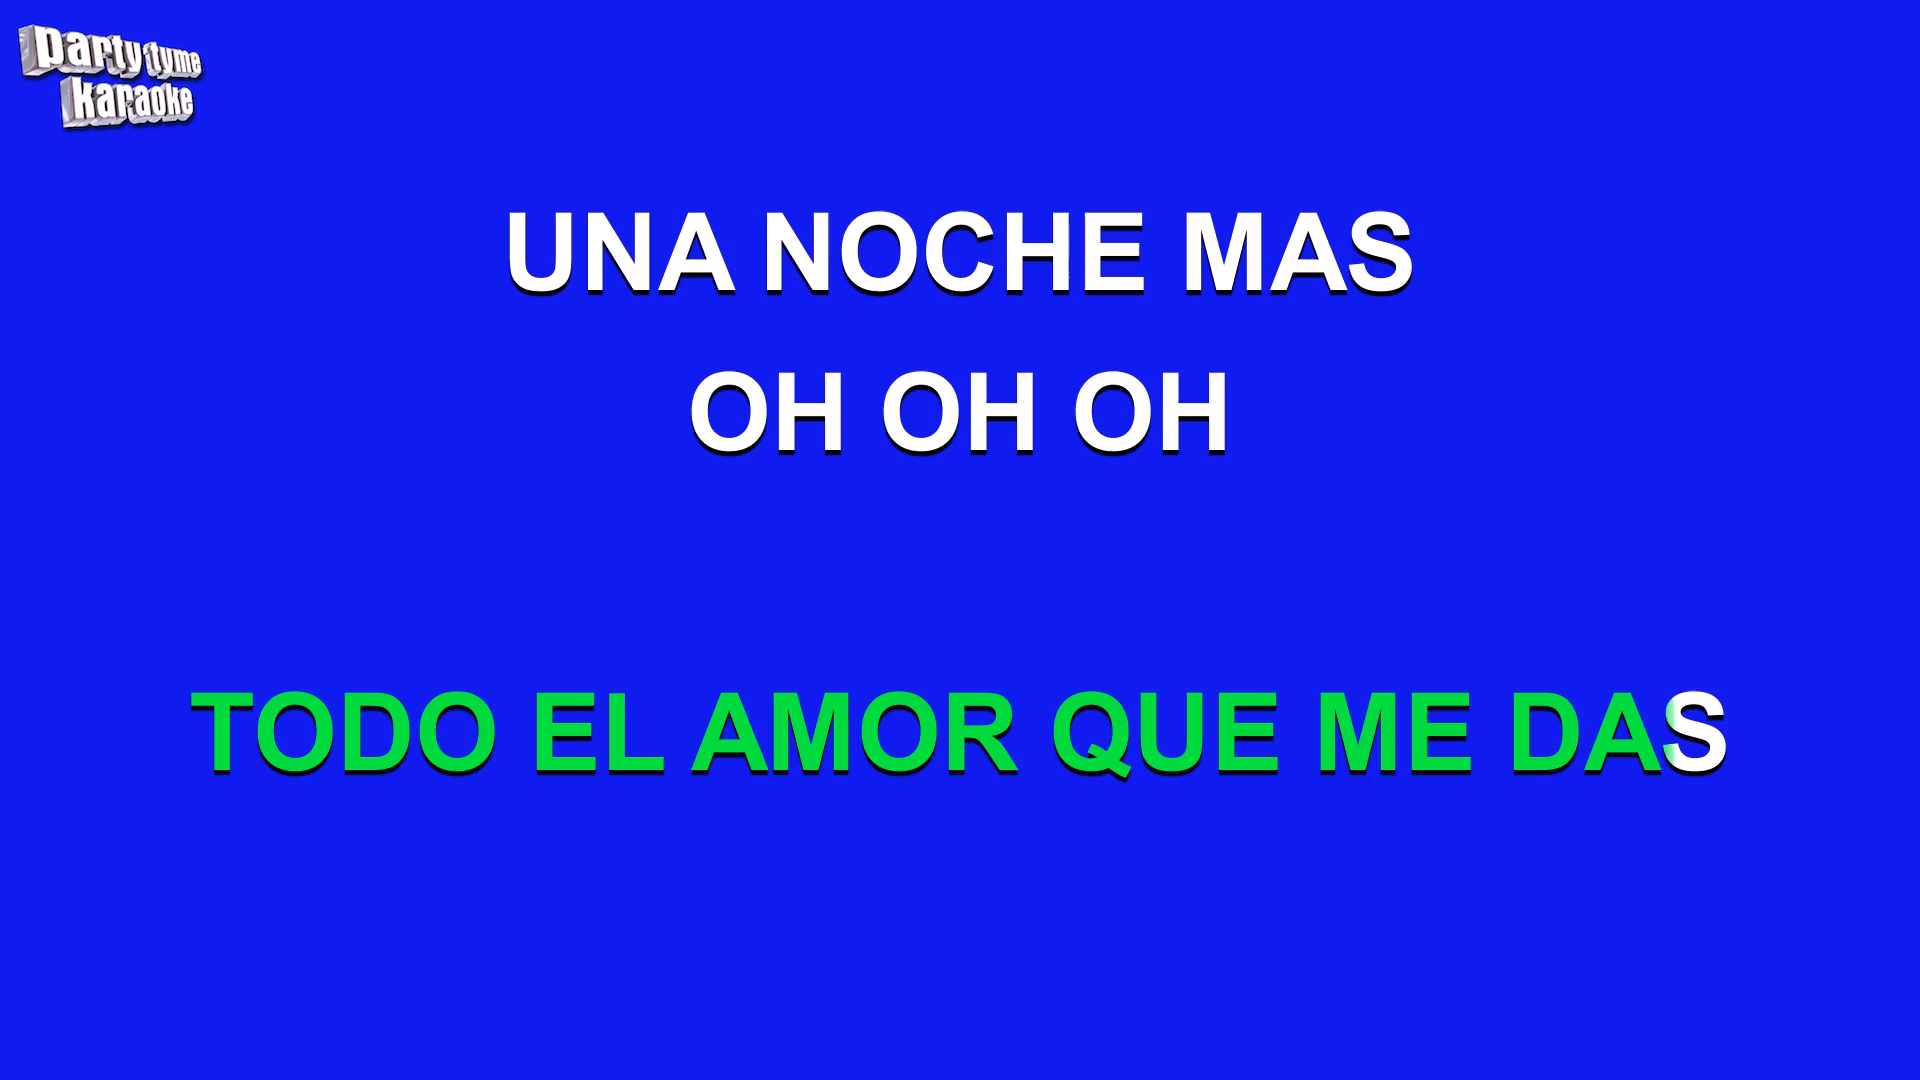 party tyme
karaoke
UNA NOCHE MAS
OH OH OH
TODO EL AMOR QUE ME DAS